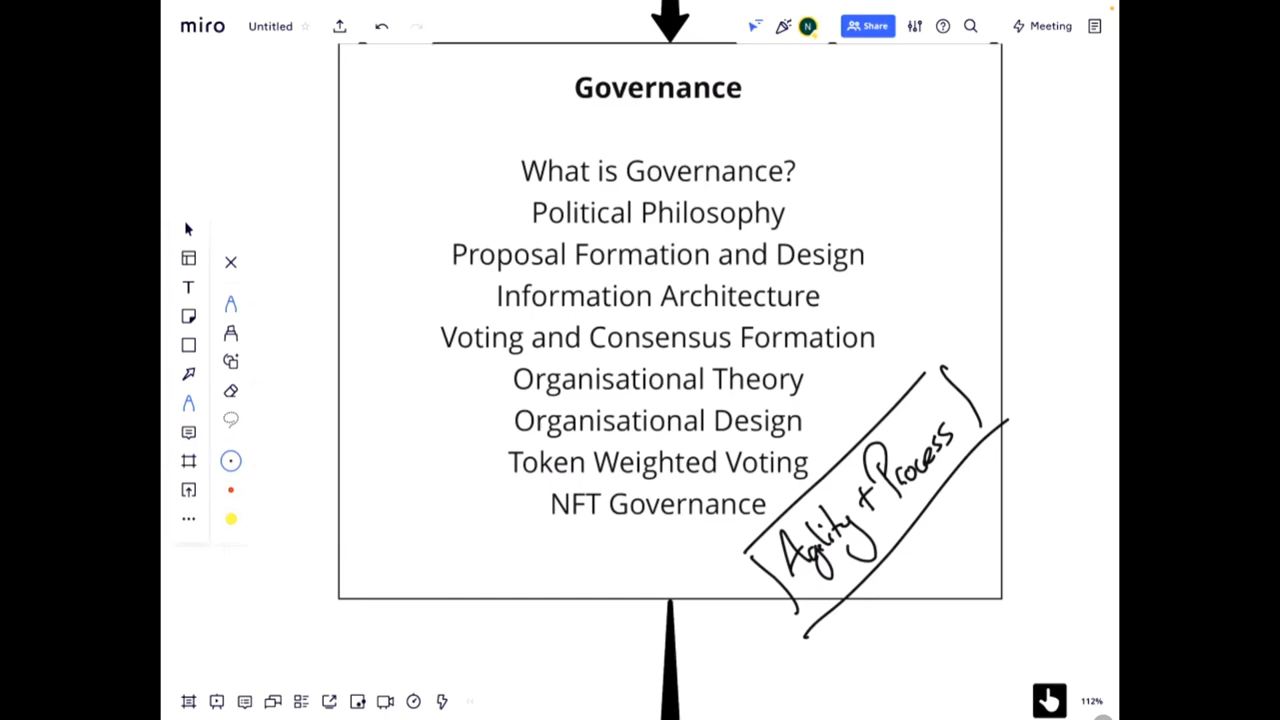 miro
Untitled
N
Share
Meeting
Governance
What is Governance?
Political Philosophy
Proposal Formation and Design
Information Architecture
Voting and Consensus Formation
Organisational Theory
Organisational Design
Token Weighted Voting
NFT Governance
Agility + Process
112%